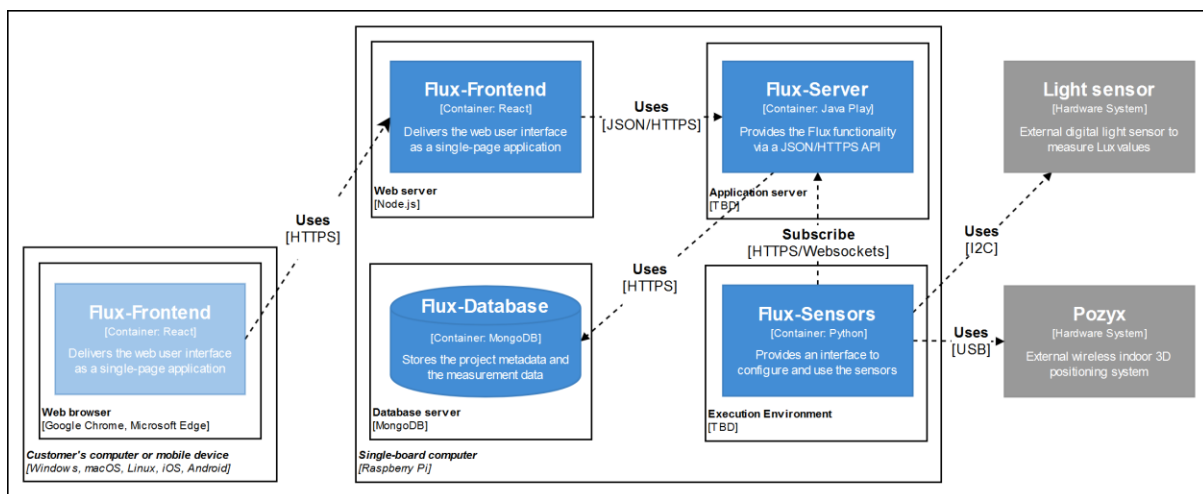 Flux-Frontend
[Container: React]
Delivers the web user interface
as a single-page application
Web server
[Node.js]
Uses
[JSON/HTTPS]
Flux-Server
[Container: Java Play]
Provides the Flux functionality
via a JSON/HTTPS API
Application server
[TBD]
Light sensor
[Hardware System]
External digital light sensor to
measure Lux values
Uses
[HTTPS]
Subscribe
[HTTPS/Websockets]
Uses
[I2C]
Uses
[HTTPS]
Flux-Frontend
[Container: React]
Delivers the web user interface
as a single-page application
Web browser
[Google Chrome, Microsoft Edge]
Customer's computer or mobile device
[Windows, macOS, Linux, iOS, Android]
Flux-Database
[Container: MongoDB]
Stores the project metadata and
the measurement data
Database server
[MongoDB]
Flux-Sensors
[Container: Python]
Provides an interface to
configure and use the sensors
Execution Environment
[TBD]
Uses
[USB]
Pozyx
[Hardware System]
External wireless indoor 3D
positioning system
Single-board computer
[Raspberry Pi]